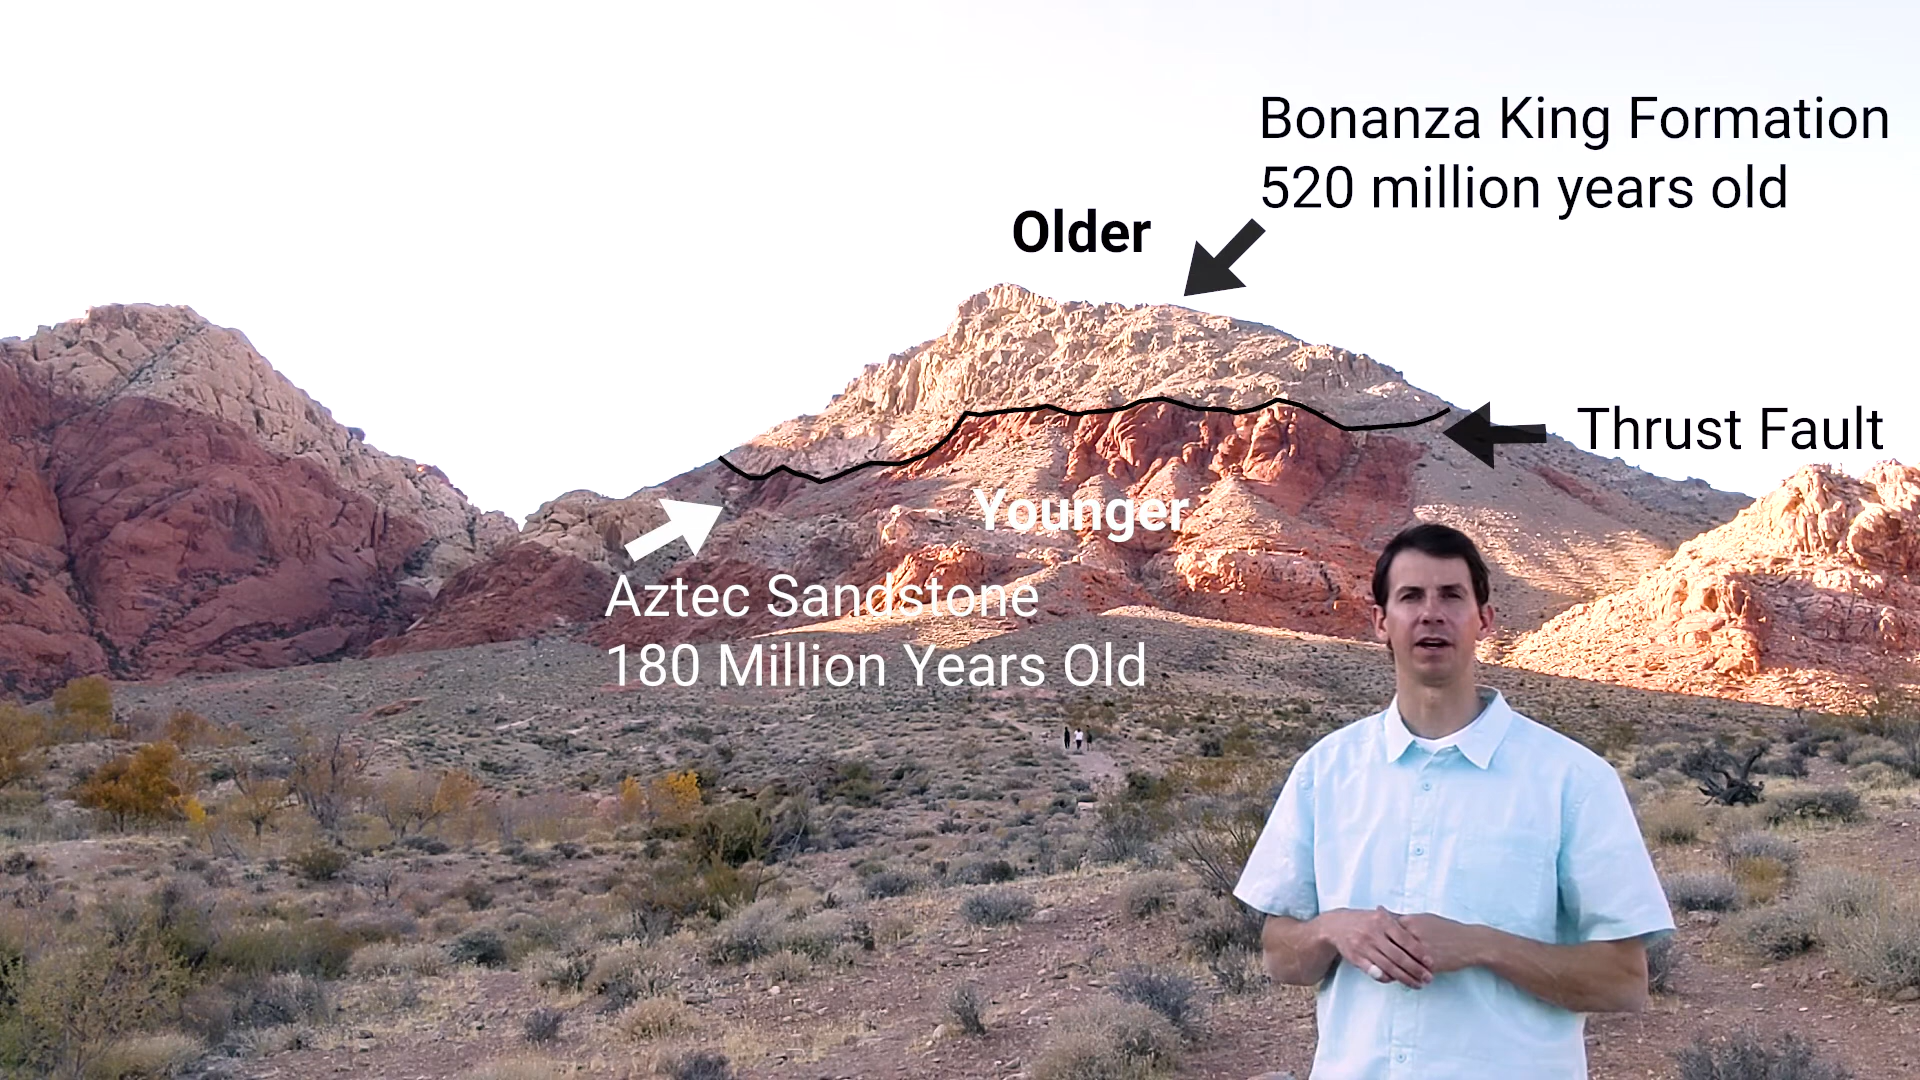 Bonanza King Formation
520 million years old
Older
Thrust Fault
Younger
Aztec Sandstone
180 Million Years Old